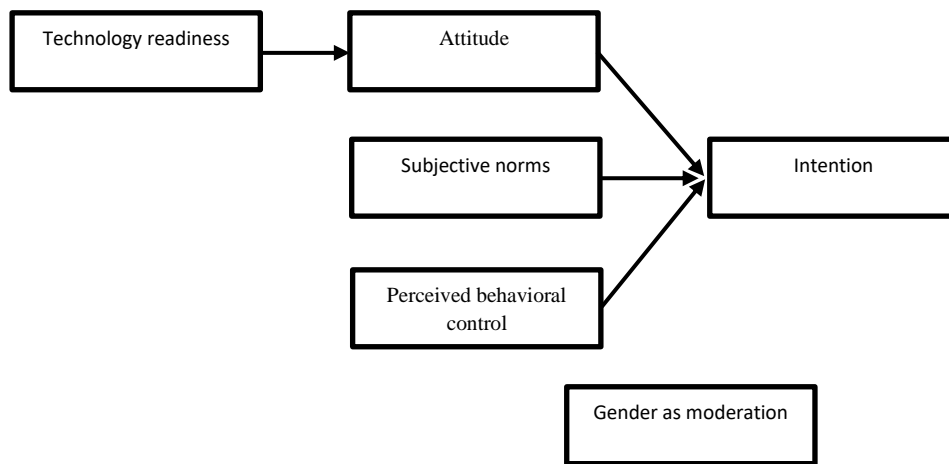 Technology readiness
Attitude
Subjective norms
Intention
Perceived behavioral
control
Gender as moderation